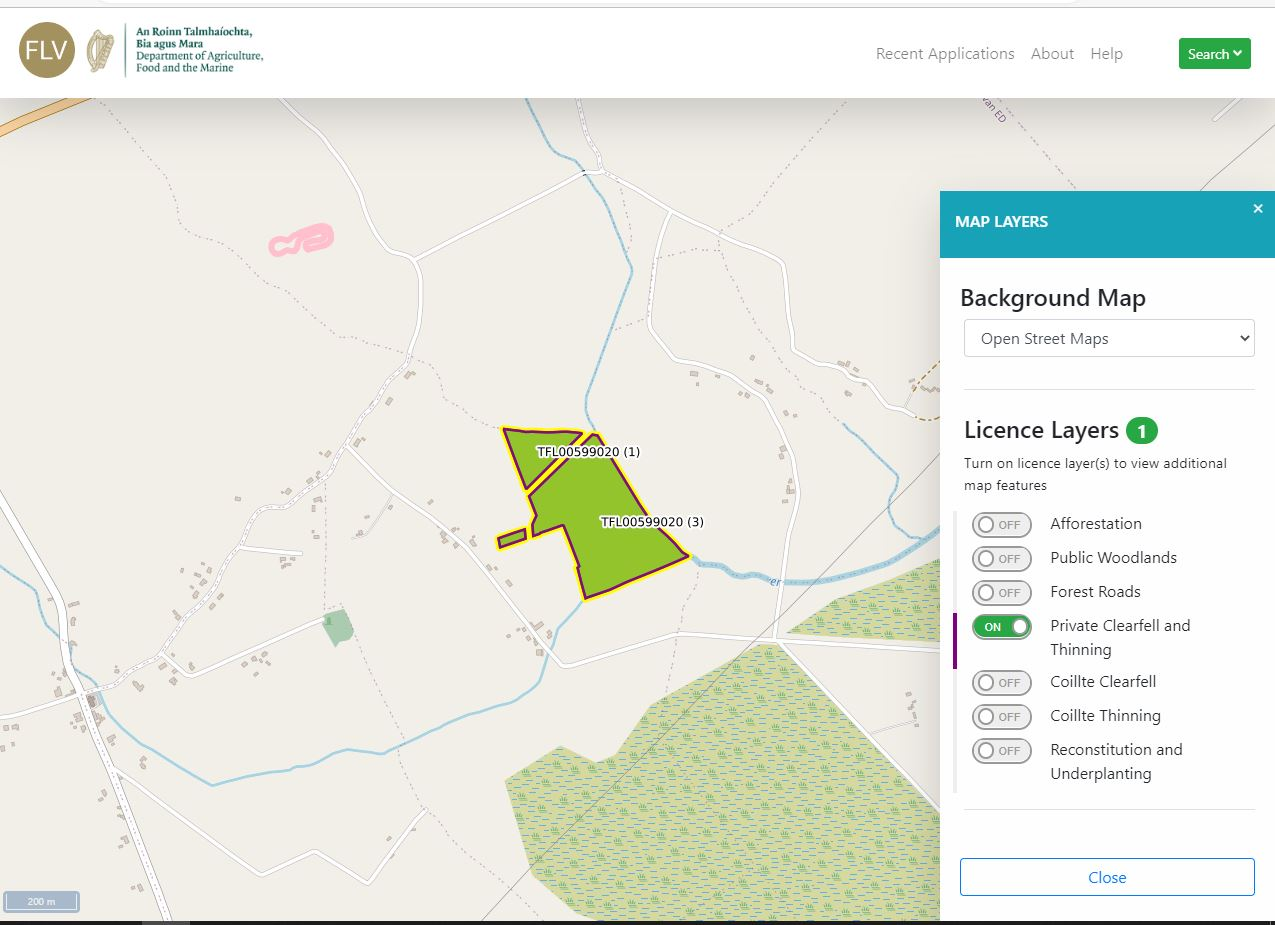 FLV
An Roinn Talmhaíochta,
Bia agus Mara
Department of Agriculture,
Food and the Marine
Recent Applications
About
Help
Search
van ED
MAP LAYERS
×
Background Map
Open Street Maps
Licence Layers 1
Turn on licence layer(s) to view additional
map features
OFF Afforestation
OFF Public Woodlands
OFF Forest Roads
ON Private Clearfell and
Thinning
OFF Coillte Clearfell
OFF Coillte Thinning
OFF Reconstitution and
Underplanting
Close
TFL00599020 (1)
TFL00599020 (3)
er
200 m